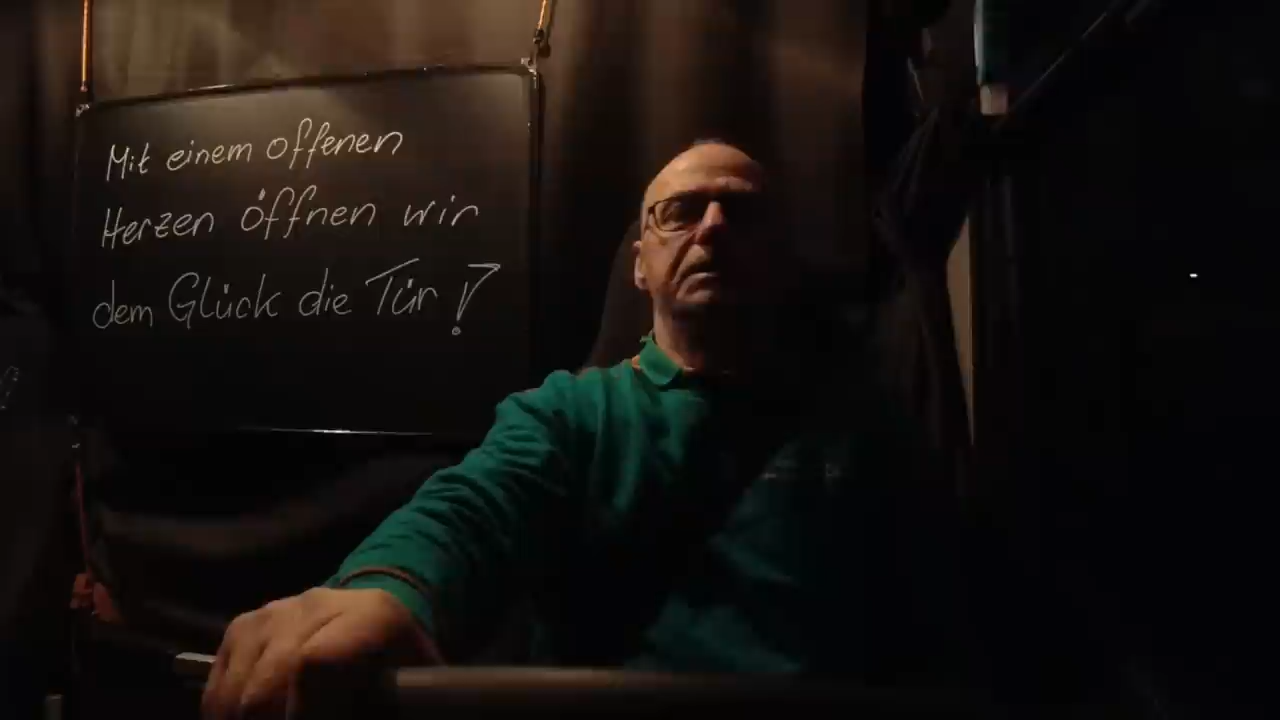 Mit einem offenen
Herzen öffnen wir
dem Glück die Tür!